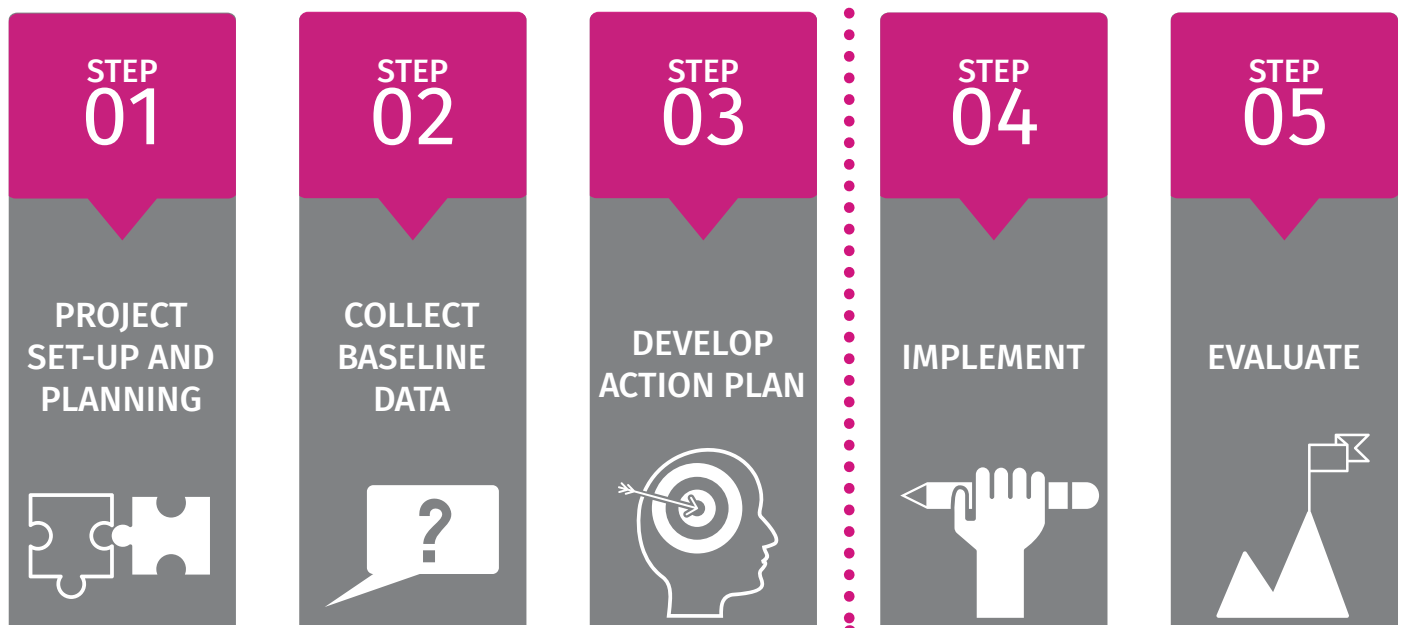 STEP
01
PROJECT
SET-UP AND
PLANNING
STEP
02
COLLECT
BASELINE
DATA
?
STEP
03
DEVELOP
ACTION PLAN
STEP
04
IMPLEMENT
STEP
05
EVALUATE